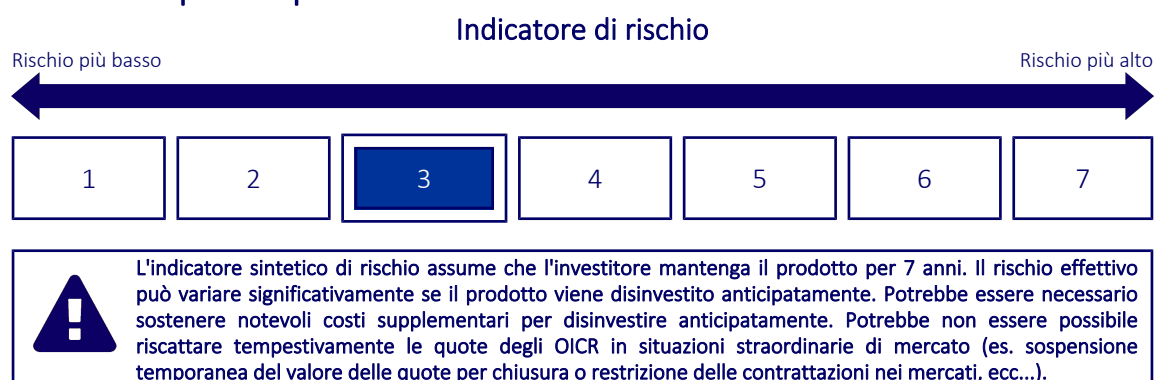 Indicatore di rischio
Rischio più basso Rischio più alto
1 2 3 4 5 6 7
L'indicatore sintetico di rischio assume che l'investitore mantenga il prodotto per 7 anni. Il rischio effettivo
può variare significativamente se il prodotto viene disinvestito anticipatamente. Potrebbe essere necessario
sostenere notevoli costi supplementari per disinvestire anticipatamente. Potrebbe non essere possibile
riscattare tempestivamente le quote degli OICR in situazioni straordinarie di mercato (es. sospensione
temporanea del valore delle quote per chiusura o restrizione delle contrattazioni nei mercati, ecc...).